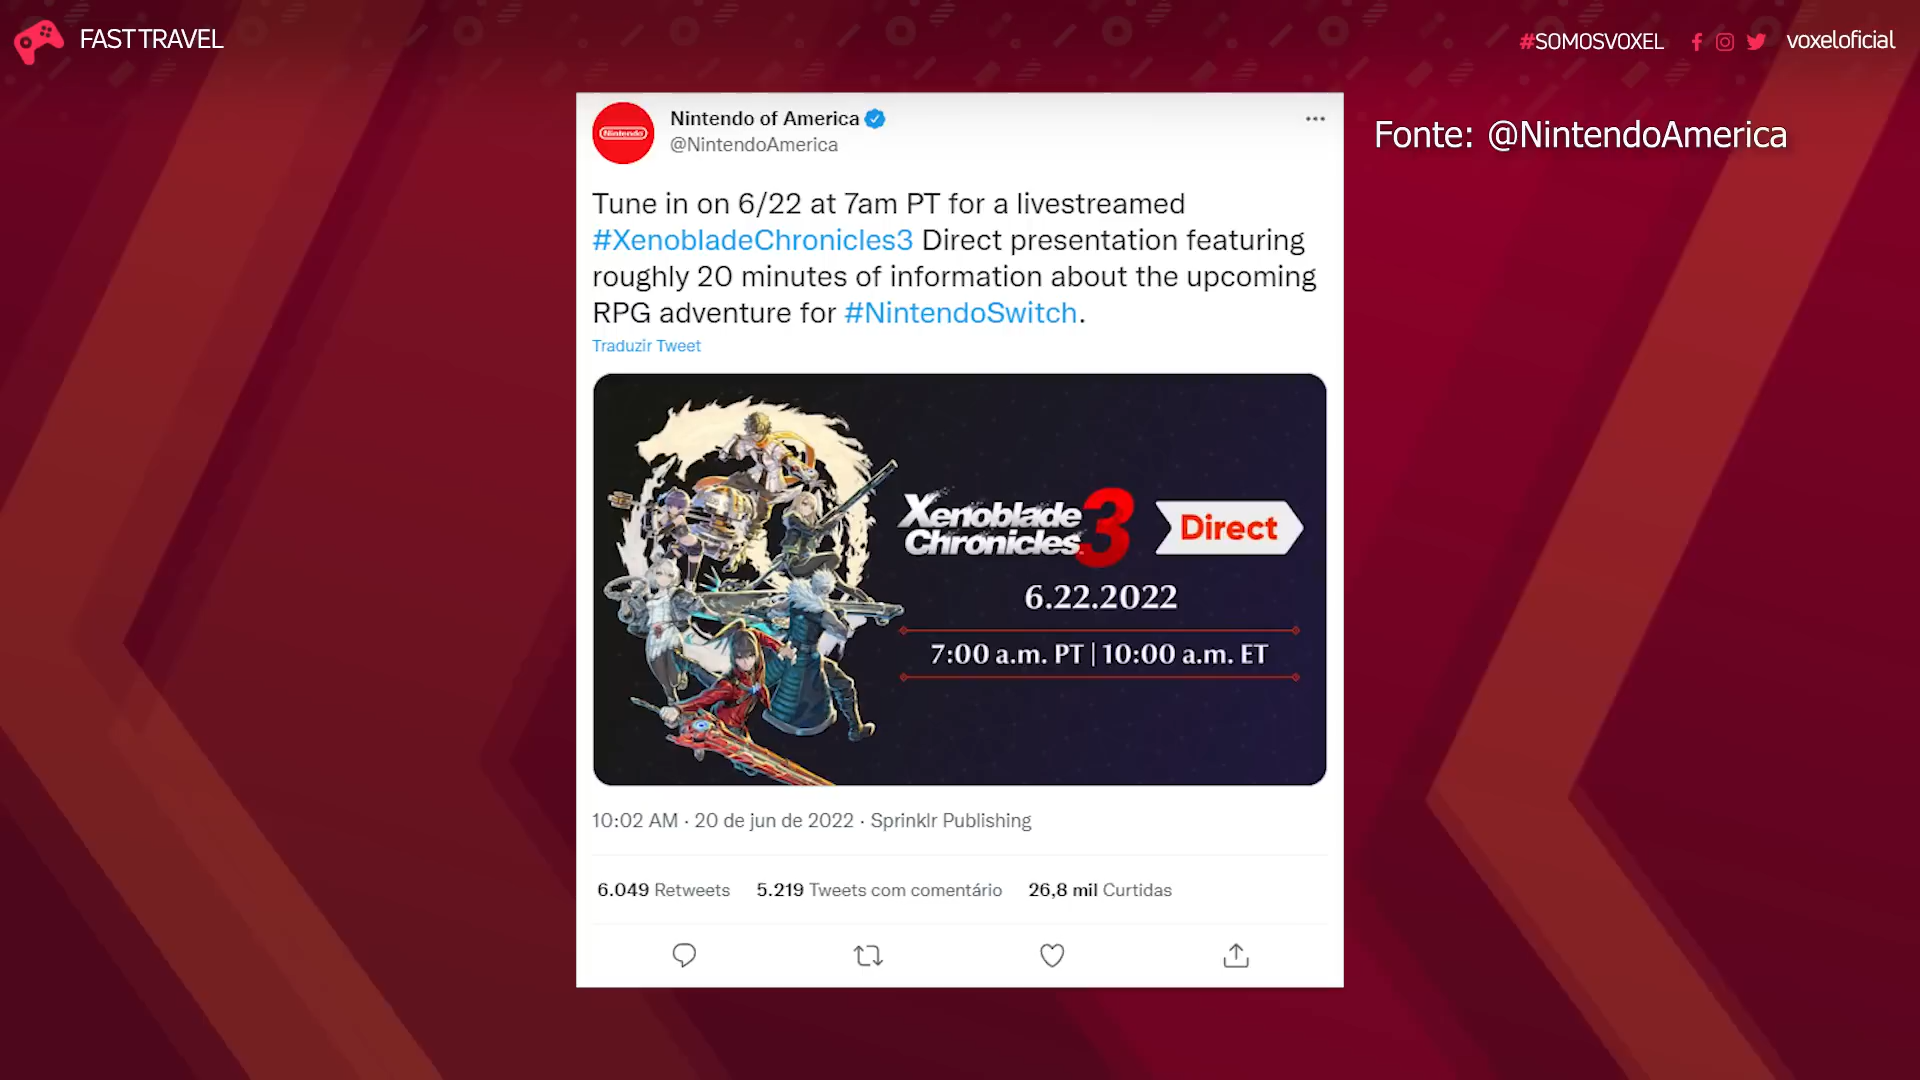 FAST TRAVEL
#SOMOSVOXEL voxeloficial
Nintendo
Nintendo of America
@NintendoAmerica
Fonte: @NintendoAmerica
Tune in on 6/22 at 7am PT for a livestreamed
#XenobladeChronicles3 Direct presentation featuring
roughly 20 minutes of information about the upcoming
RPG adventure for #NintendoSwitch.
Traduzir Tweet
Xenoblade
Chronicles 3
Direct
6.22.2022
7:00 a.m. PT | 10:00 a.m. ET
10:02 AM · 20 de jun de 2022 · Sprinklr Publishing
6.049 Retweets 5.219 Tweets com comentário 26,8 mil Curtidas